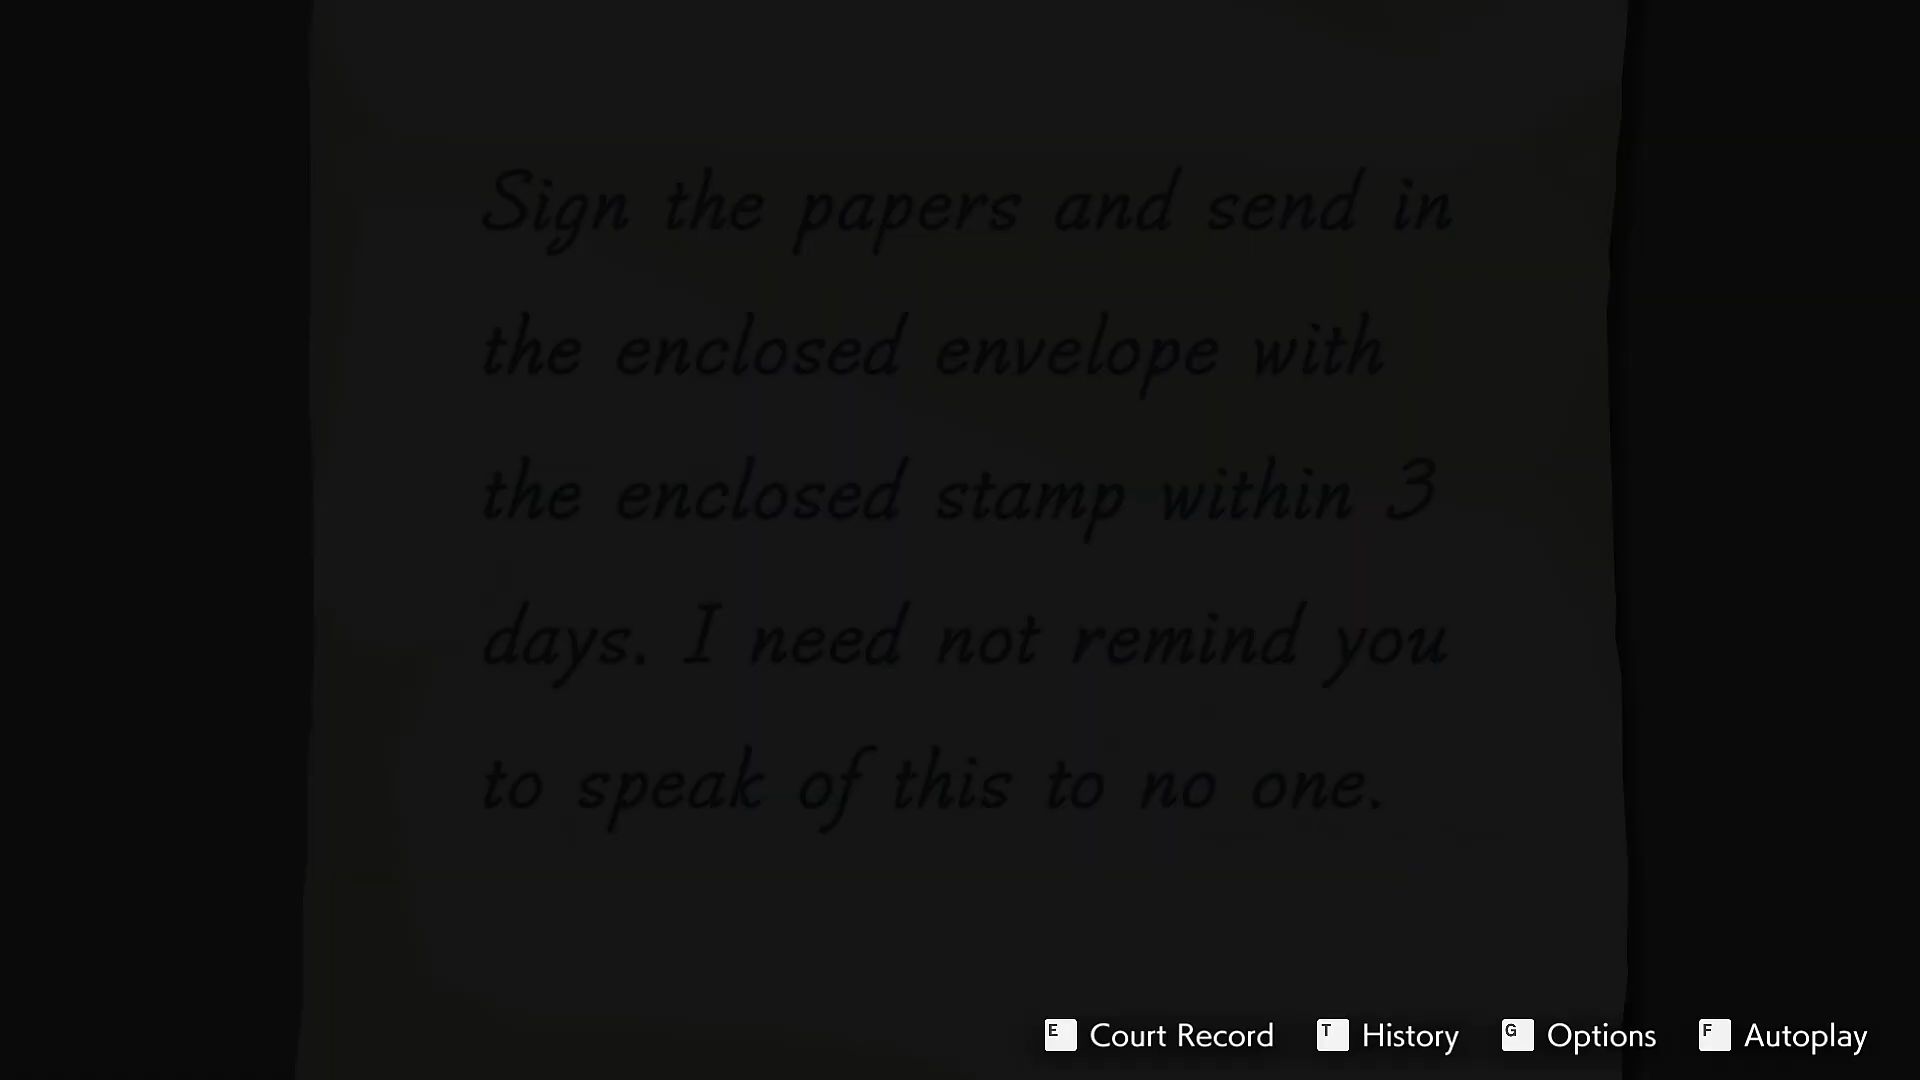 Sign the papers and send in
the enclosed envelope with
the enclosed stamp within 3
days. I need not remind you
to speak of this to no one.
E Court Record T History G Options F Autoplay